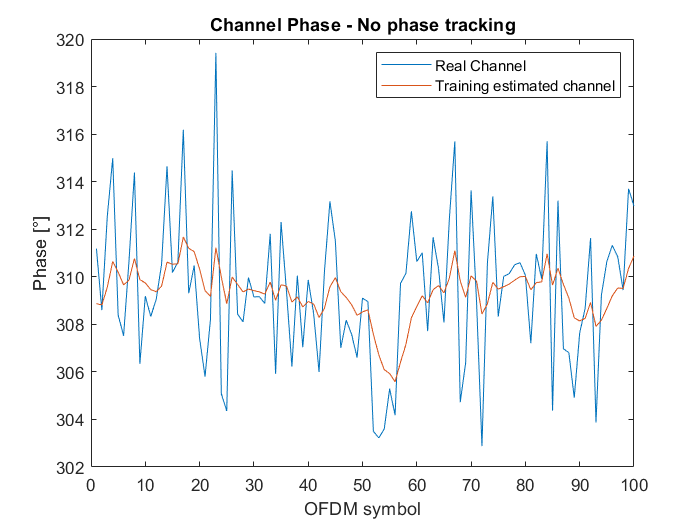 Channel Phase - No phase tracking
320
318
316
314
312
310
308
306
304
302
Phase [°]
Real Channel
Training estimated channel
0 10 20 30 40 50 60 70 80 90 100
OFDM symbol